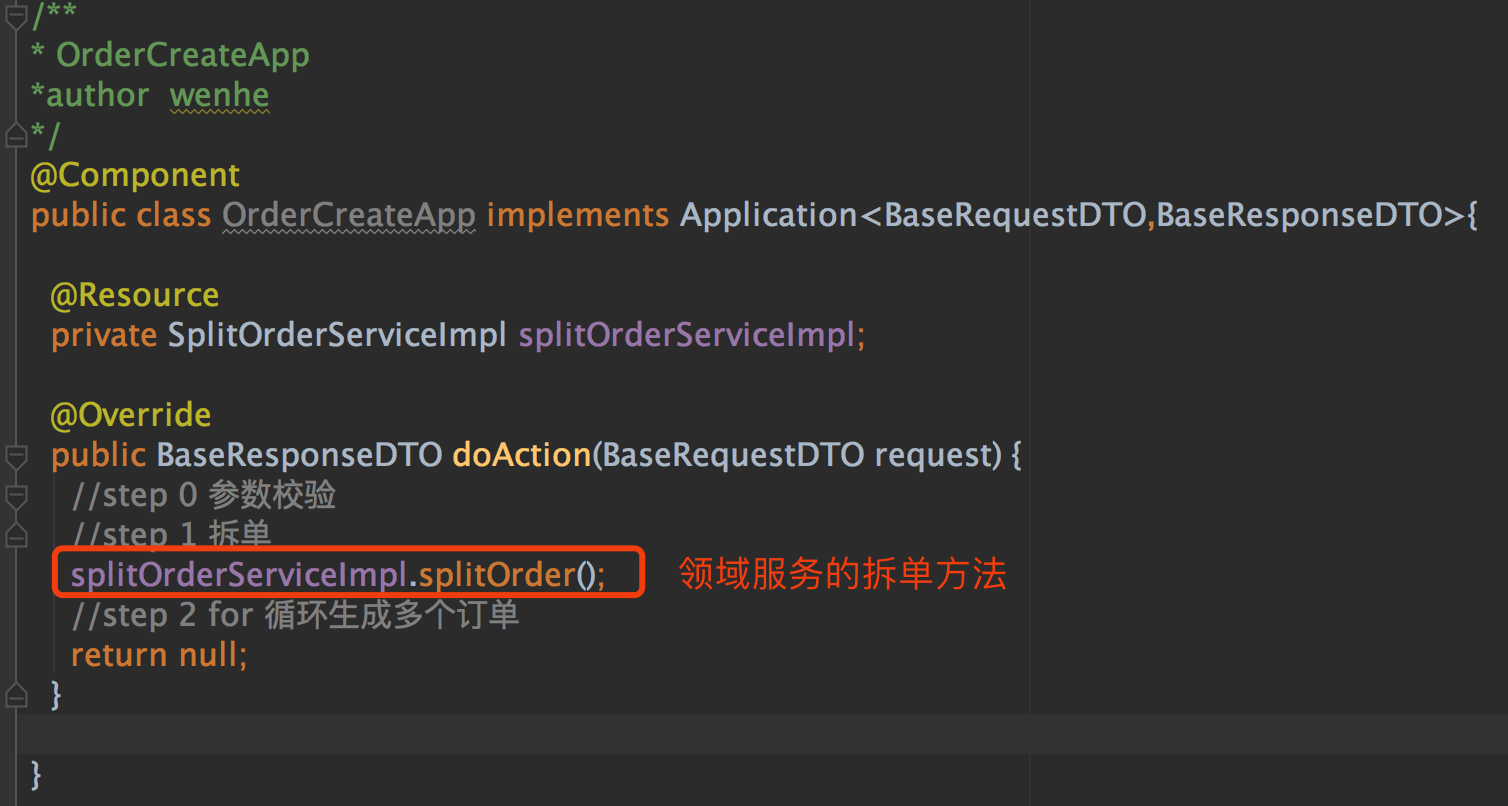 /**
* OrderCreateApp
*author wenhe
*/
@Component
public class OrderCreateApp implements Application<BaseRequestDTO,BaseResponseDTO>{
@Resource
private SplitOrderServiceImpl splitOrderServiceImpl;
@Override
public BaseResponseDTO doAction(BaseRequestDTO request) {
//step 0 参数校验
//step 1 拆单
splitOrderServiceImpl.splitOrder(); 领域服务的拆单方法
//step 2 for 循环生成多个订单
return null;
}
}